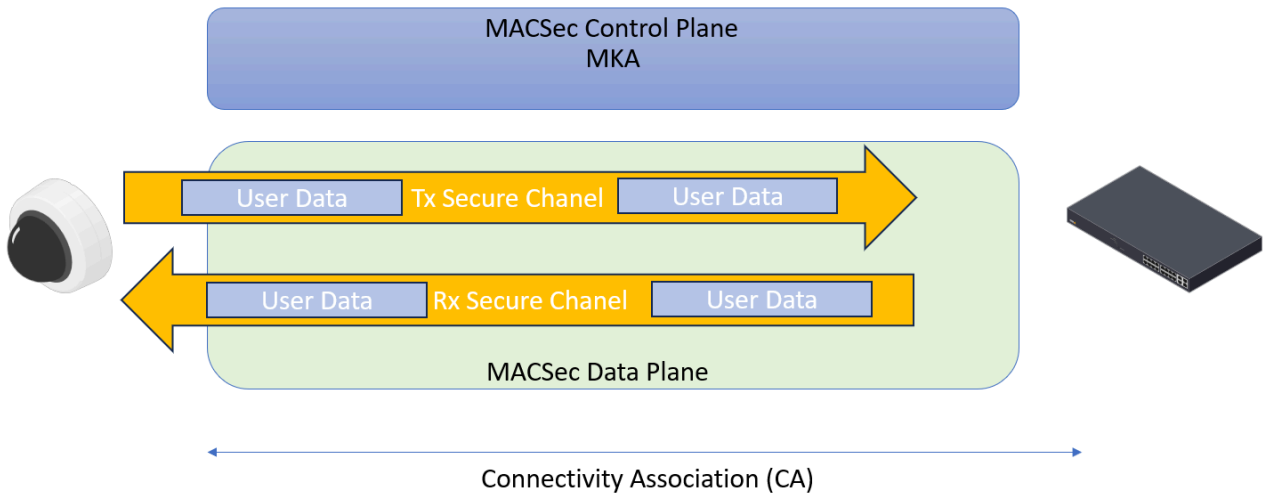 MACSec Control Plane
MKA
User Data Tx Secure Chanel User Data
User Data Rx Secure Chanel User Data
MACSec Data Plane
Connectivity Association (CA)